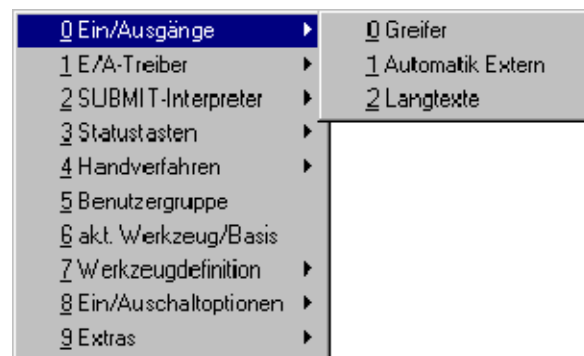 0 Ein/Ausgänge
1 E/A-Treiber
2 SUBMIT-Interpreter
3 Statustasten
4 Handverfahren
5 Benutzergruppe
6 akt. Werkzeug/Basis
7 Werkzeugdefinition
8 Ein/Auschaltoptionen
9 Extras
0 Greifer
1 Automatik Extern
2 Langtexte